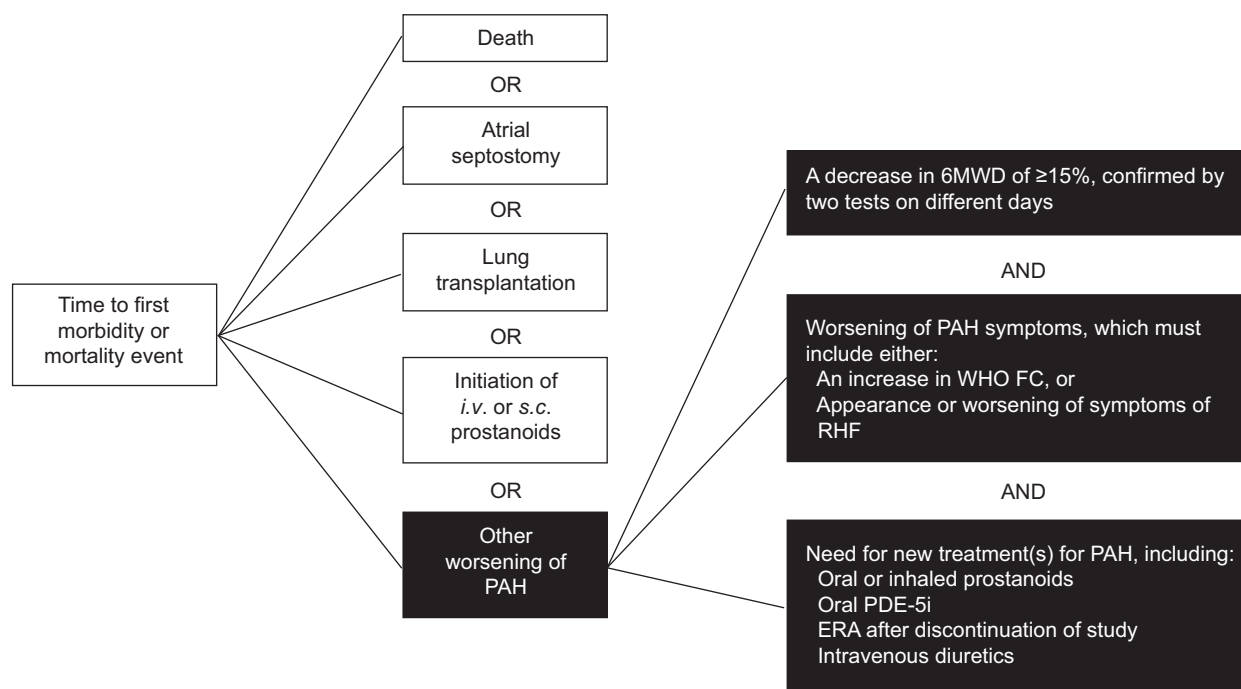 Time to first
morbidity or
mortality event
Death
OR
Atrial
septostomy
OR
Lung
transplantation
OR
Initiation of
i.v. or s.c.
prostanoids
OR
Other
worsening of
PAH
A decrease in 6MWD of ≥15%, confirmed by
two tests on different days
AND
Worsening of PAH symptoms, which must
include either:
An increase in WHO FC, or
Appearance or worsening of symptoms of
RHF
AND
Need for new treatment(s) for PAH, including:
Oral or inhaled prostanoids
Oral PDE-5i
ERA after discontinuation of study
Intravenous diuretics